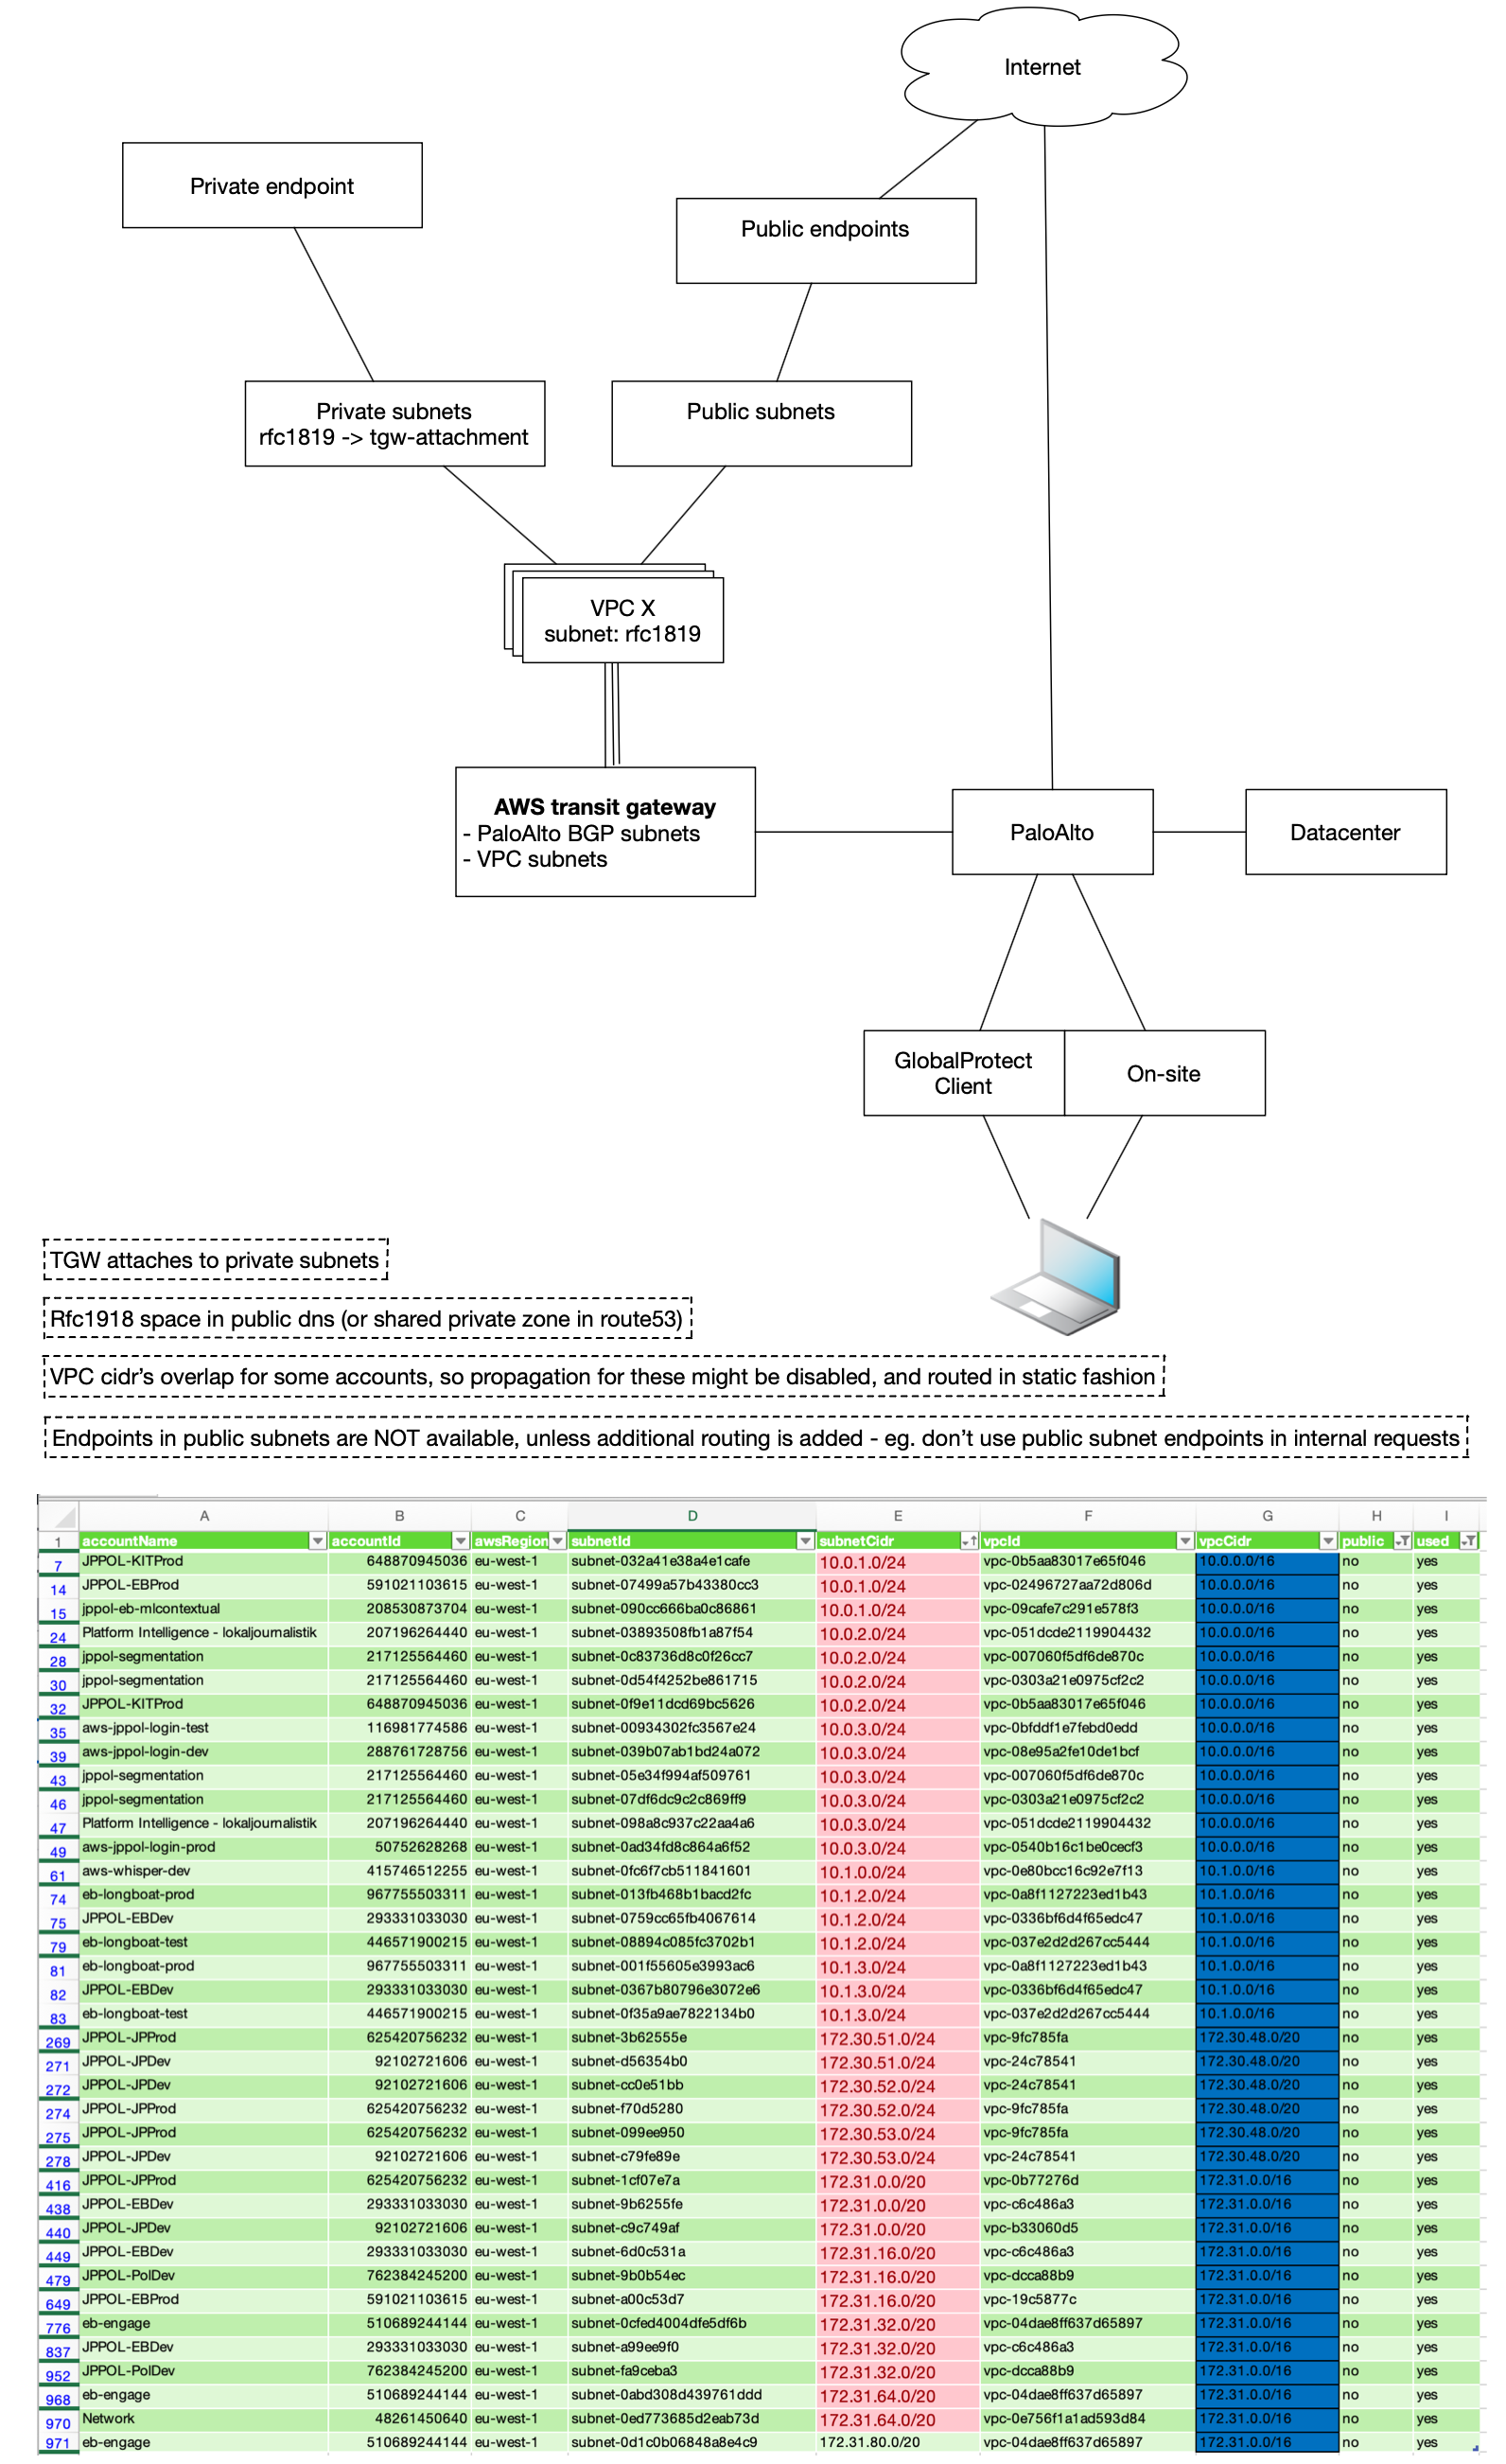 Internet
Private endpoint
Public endpoints
Private subnets
rfc1819 -> tgw-attachment
Public subnets
VPC X
subnet: rfc1819
AWS transit gateway
- PaloAlto BGP subnets
- VPC subnets
PaloAlto
Datacenter
GlobalProtect
Client
On-site
TGW attaches to private subnets
Rfc1918 space in public dns (or shared private zone in route53)
VPC cidr's overlap for some accounts, so propagation for these might be disabled, and routed in static fashion
Endpoints in public subnets are NOT available, unless additional routing is added - eg. don't use public subnet endpoints in internal requests
A B C D E F G H I
1 accountName accountId awsRegion subnetId subnetCidr vpcId vpcCidr public used
7 JPPOL-KITProd 648870945036 eu-west-1 subnet-032a41e38a4e1cafe 10.0.1.0/24 vpc-0b5aa83017e65f046 10.0.0.0/16 no yes
14 JPPOL-EBProd 591021103615 eu-west-1 subnet-07499a57b43380cc3 10.0.1.0/24 vpc-02496727aa72d806d 10.0.0.0/16 no yes
15 jppol-eb-mlcontextual 208530873704 eu-west-1 subnet-090cc666ba0c86861 10.0.1.0/24 vpc-09cafe7c291e578f3 10.0.0.0/16 no yes
24 Platform Intelligence - lokaljournalistik 207196264440 eu-west-1 subnet-03893508fb1a87f54 10.0.2.0/24 vpc-051dcde2119904432 10.0.0.0/16 no yes
28 jppol-segmentation 217125564460 eu-west-1 subnet-0c83736d8c0f26cc7 10.0.2.0/24 vpc-007060f5df6de870c 10.0.0.0/16 no yes
30 jppol-segmentation 217125564460 eu-west-1 subnet-0d54f4252be861715 10.0.2.0/24 vpc-0303a21e0975cf2c2 10.0.0.0/16 no yes
32 JPPOL-KITProd 648870945036 eu-west-1 subnet-0f9e11dcd69bc5626 10.0.2.0/24 vpc-0b5aa83017e65f046 10.0.0.0/16 no yes
35 aws-jppol-login-test 116981774586 eu-west-1 subnet-00934302fc3567e24 10.0.3.0/24 vpc-0bfddf1e7febd0edd 10.0.0.0/16 no yes
39 aws-jppol-login-dev 288761728756 eu-west-1 subnet-039b07ab1bd24a072 10.0.3.0/24 vpc-08e95a2fe10de1bcf 10.0.0.0/16 no yes
43 jppol-segmentation 217125564460 eu-west-1 subnet-05e34f994af509761 10.0.3.0/24 vpc-007060f5df6de870c 10.0.0.0/16 no yes
46 jppol-segmentation 217125564460 eu-west-1 subnet-07df6dc9c2c869ff9 10.0.3.0/24 vpc-0303a21e0975cf2c2 10.0.0.0/16 no yes
47 Platform Intelligence - lokaljournalistik 207196264440 eu-west-1 subnet-098a8c937c22aa4a6 10.0.3.0/24 vpc-051dcde2119904432 10.0.0.0/16 no yes
49 aws-jppol-login-prod 50752628268 eu-west-1 subnet-0ad34fd8c864a6f52 10.0.3.0/24 vpc-0540b16c1be0cecf3 10.0.0.0/16 no yes
61 aws-whisper-dev 415746512255 eu-west-1 subnet-0fc6f7cb511841601 10.1.0.0/24 vpc-0e80bcc16c92e7f13 10.1.0.0/16 no yes
74 eb-longboat-prod 967755503311 eu-west-1 subnet-013fb468b1bacd2fc 10.1.2.0/24 vpc-0a8f1127223ed1b43 10.1.0.0/16 no yes
75 JPPOL-EBDev 293331033030 eu-west-1 subnet-0759cc65fb4067614 10.1.2.0/24 vpc-0336bf6d4f65edc47 10.1.0.0/16 no yes
79 eb-longboat-test 446571900215 eu-west-1 subnet-08894c085fc3702b1 10.1.2.0/24 vpc-037e2d2d267cc5444 10.1.0.0/16 no yes
81 eb-longboat-prod 967755503311 eu-west-1 subnet-001f55605e3993ac6 10.1.3.0/24 vpc-0a8f1127223ed1b43 10.1.0.0/16 no yes
82 JPPOL-EBDev 293331033030 eu-west-1 subnet-0367b80796e3072e6 10.1.3.0/24 vpc-0336bf6d4f65edc47 10.1.0.0/16 no yes
83 eb-longboat-test 446571900215 eu-west-1 subnet-0f35a9ae7822134b0 10.1.3.0/24 vpc-037e2d2d267cc5444 10.1.0.0/16 no yes
269 JPPOL-JPProd 625420756232 eu-west-1 subnet-3b62555e 172.30.51.0/24 vpc-9fc785fa 172.30.48.0/20 no yes
271 JPPOL-JPDev 92102721606 eu-west-1 subnet-d56354b0 172.30.51.0/24 vpc-24c78541 172.30.48.0/20 no yes
272 JPPOL-JPDev 92102721606 eu-west-1 subnet-cc0e51bb 172.30.52.0/24 vpc-24c78541 172.30.48.0/20 no yes
274 JPPOL-JPProd 625420756232 eu-west-1 subnet-f70d5280 172.30.52.0/24 vpc-9fc785fa 172.30.48.0/20 no yes
275 JPPOL-JPProd 625420756232 eu-west-1 subnet-099ee950 172.30.53.0/24 vpc-9fc785fa 172.30.48.0/20 no yes
278 JPPOL-JPDev 92102721606 eu-west-1 subnet-c79fe89e 172.30.53.0/24 vpc-24c78541 172.30.48.0/20 no yes
416 JPPOL-JPProd 625420756232 eu-west-1 subnet-1cf07e7a 172.31.0.0/20 vpc-0b77276d 172.31.0.0/16 no yes
438 JPPOL-EBDev 293331033030 eu-west-1 subnet-9b6255fe 172.31.0.0/20 vpc-c6c486a3 172.31.0.0/16 no yes
440 JPPOL-JPDev 92102721606 eu-west-1 subnet-c9c749af 172.31.0.0/20 vpc-b33060d5 172.31.0.0/16 no yes
449 JPPOL-EBDev 293331033030 eu-west-1 subnet-6d0c531a 172.31.16.0/20 vpc-c6c486a3 172.31.0.0/16 no yes
479 JPPOL-PolDev 762384245200 eu-west-1 subnet-9b0b54ec 172.31.16.0/20 vpc-dcca88b9 172.31.0.0/16 no yes
649 JPPOL-EBProd 591021103615 eu-west-1 subnet-a00c53d7 172.31.16.0/20 vpc-19c5877c 172.31.0.0/16 no yes
776 eb-engage 510689244144 eu-west-1 subnet-0cfed4004dfe5df6b 172.31.32.0/20 vpc-04dae8ff637d65897 172.31.0.0/16 no yes
837 JPPOL-EBDev 293331033030 eu-west-1 subnet-a99ee9f0 172.31.32.0/20 vpc-c6c486a3 172.31.0.0/16 no yes
952 JPPOL-PolDev 762384245200 eu-west-1 subnet-fa9ceba3 172.31.32.0/20 vpc-dcca88b9 172.31.0.0/16 no yes
968 eb-engage 510689244144 eu-west-1 subnet-0abd308d439761ddd 172.31.64.0/20 vpc-04dae8ff637d65897 172.31.0.0/16 no yes
970 Network 48261450640 eu-west-1 subnet-0ed773685d2eab73d 172.31.64.0/20 vpc-0e756f1a1ad593d84 172.31.0.0/16 no yes
971 eb-engage 510689244144 eu-west-1 subnet-0d1c0b06848a8e4c9 172.31.80.0/20 vpc-04dae8ff637d65897 172.31.0.0/16 no yes